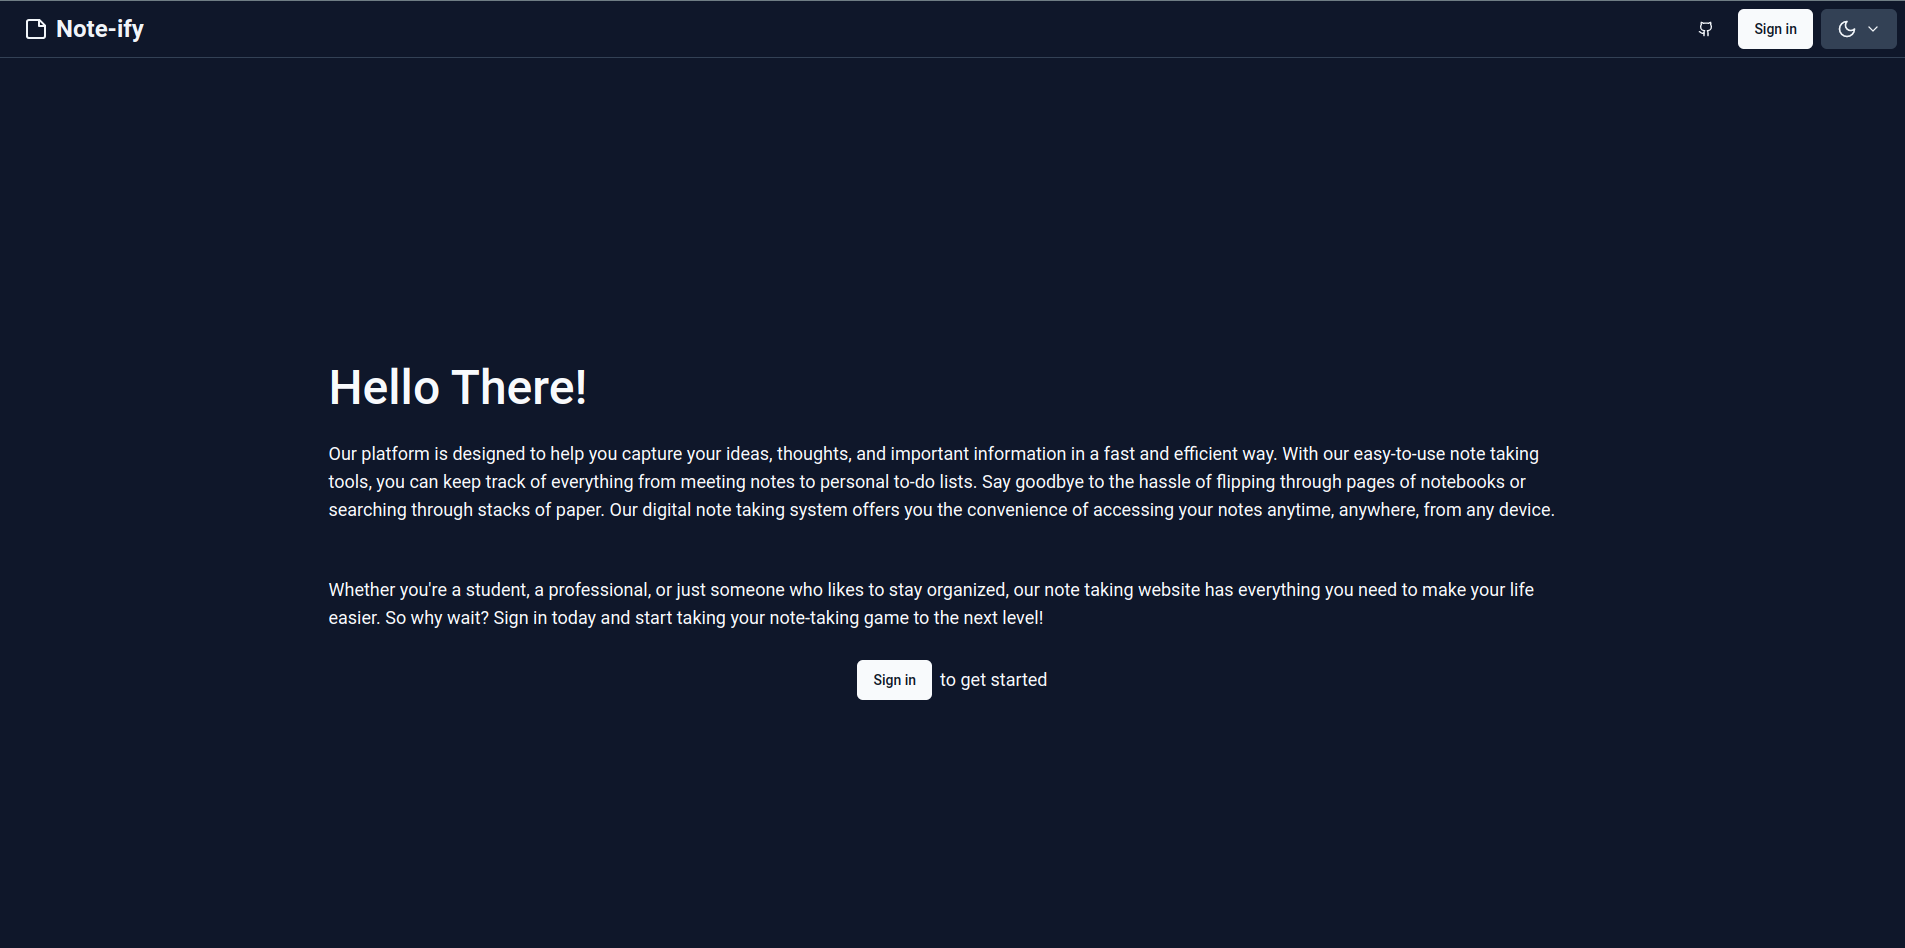 Note-ify
Sign in
Hello There!
Our platform is designed to help you capture your ideas, thoughts, and important information in a fast and efficient way. With our easy-to-use note taking
tools, you can keep track of everything from meeting notes to personal to-do lists. Say goodbye to the hassle of flipping through pages of notebooks or
searching through stacks of paper. Our digital note taking system offers you the convenience of accessing your notes anytime, anywhere, from any device.
Whether you're a student, a professional, or just someone who likes to stay organized, our note taking website has everything you need to make your life
easier. So why wait? Sign in today and start taking your note-taking game to the next level!
Sign in to get started